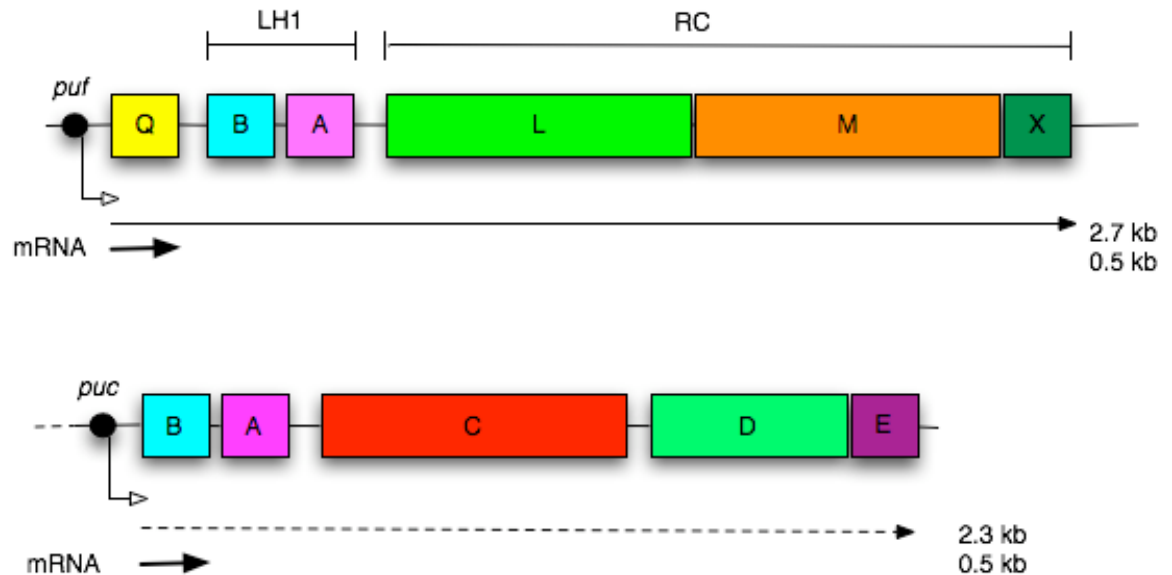 LH1 RC
puf
Q B A L M X
2.7 kb
mRNA
0.5 kb
puc
B A C D E
2.3 kb
mRNA
0.5 kb